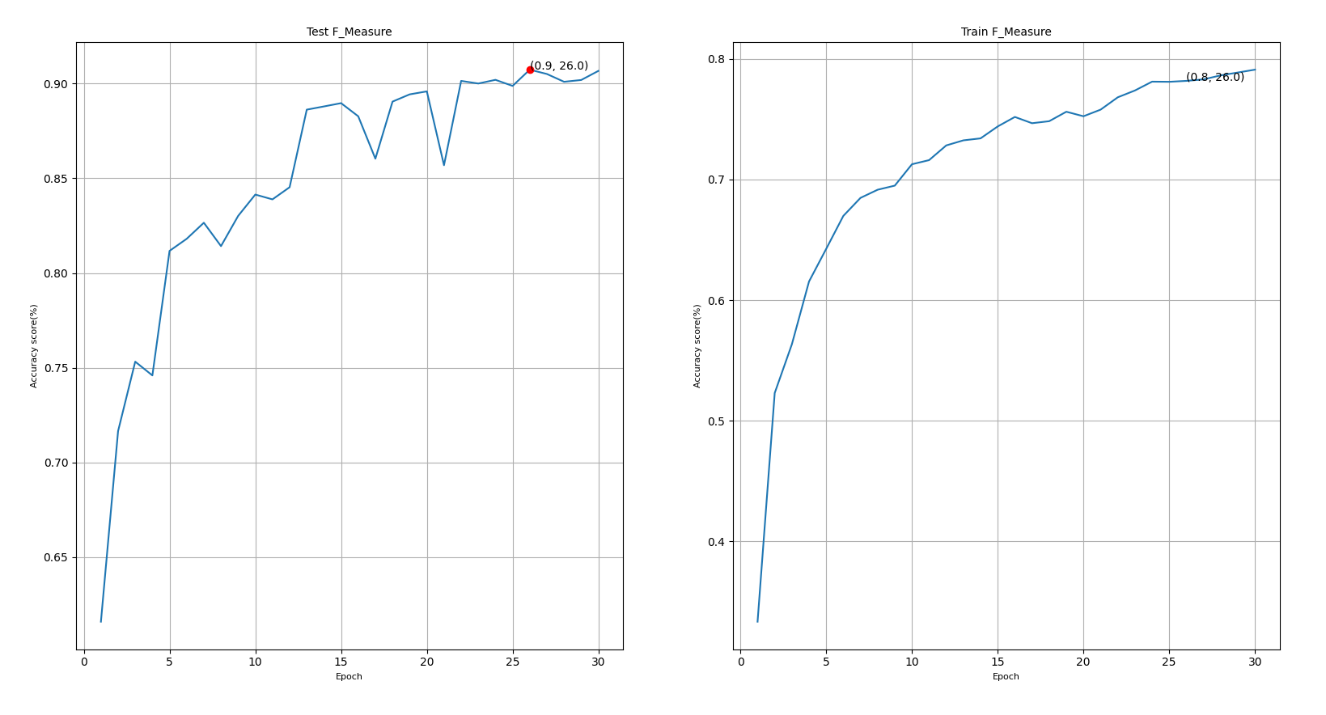 Test F_Measure
(0.9, 26.0)
0.90
0.85
0.80
0.75
0.70
0.65
Accuracy score(%)
0 5 10 15 20 25 30
Epoch
Train F_Measure
(0.8, 26.0)
0.8
0.7
0.6
0.5
0.4
Accuracy score(%)
0 5 10 15 20 25 30
Epoch